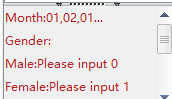 Month:01,02,01...
Gender:
Male:Please input 0
Female:Please input 1